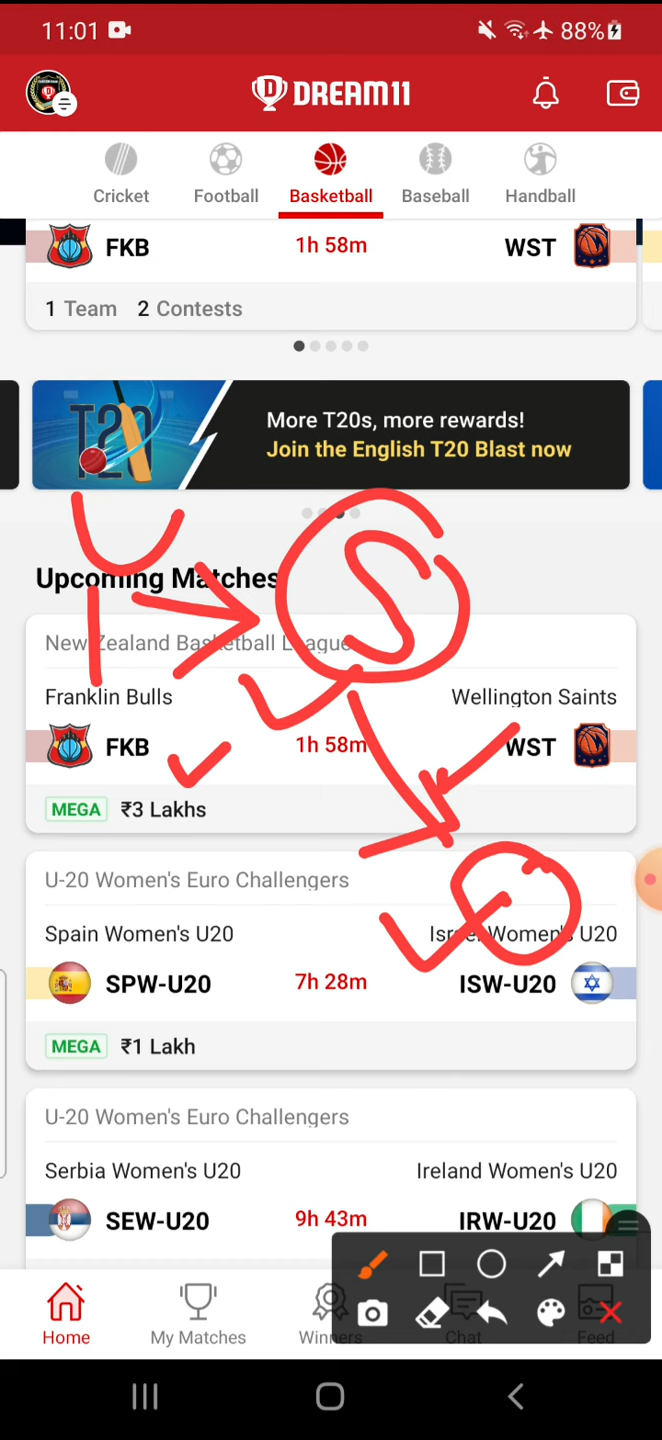 11:01 88%
DREAM11
Cricket Football Basketball Baseball Handball
FKB 1h 58m WST
1 Team 2 Contests
T20
More T20s, more rewards!
Join the English T20 Blast now
S
Upcoming Matches
New Zealand Basketball League
Franklin Bulls Wellington Saints
FKB 1h 58m WST
MEGA ₹3 Lakhs
U-20 Women's Euro Challengers
Spain Women's U20 Israel Women's U20
SPW-U20 7h 28m ISW-U20
MEGA ₹1 Lakh
U-20 Women's Euro Challengers
Serbia Women's U20 Ireland Women's U20
SEW-U20 9h 43m IRW-U20
Home My Matches Winners Chat Feed